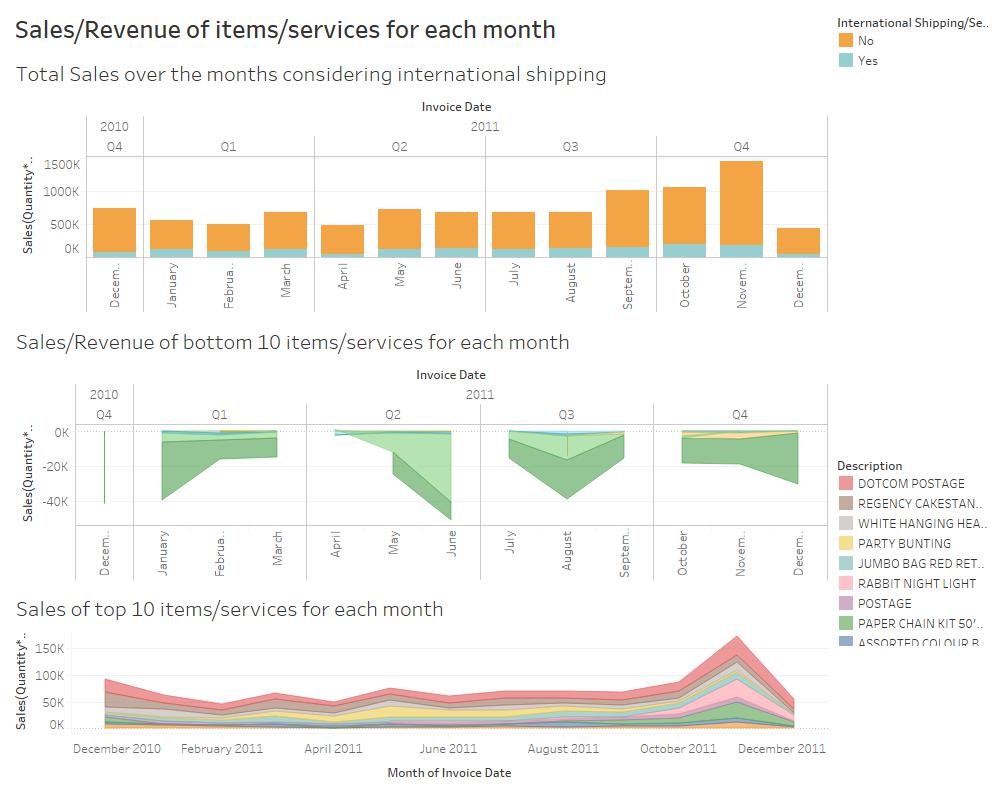 Sales/Revenue of items/services for each month
International Shipping/Se..
No
Yes
Total Sales over the months considering international shipping
Invoice Date
2010
2011
Q4
Q1
Q2
Q3
Q4
Sales(Quantity*..
1500K
1000K
500K
0K
Decem..
January
Februa..
March
April
May
June
July
August
Septem..
October
Novem..
Decem..
Sales/Revenue of bottom 10 items/services for each month
Invoice Date
2010
2011
Q4
Q1
Q2
Q3
Q4
Sales(Quantity*..
0K
-20K
-40K
Decem..
January
Februa..
March
April
May
June
July
August
Septem..
October
Novem..
Decem..
Description
DOTCOM POSTAGE
REGENCY CAKESTAN..
WHITE HANGING HEA..
PARTY BUNTING
JUMBO BAG RED RET..
RABBIT NIGHT LIGHT
POSTAGE
PAPER CHAIN KIT 50'..
ASSORTED COLOUR B
Sales of top 10 items/services for each month
Sales(Quantity*..
150K
100K
50K
0K
December 2010
February 2011
April 2011
June 2011
August 2011
October 2011
December 2011
Month of Invoice Date